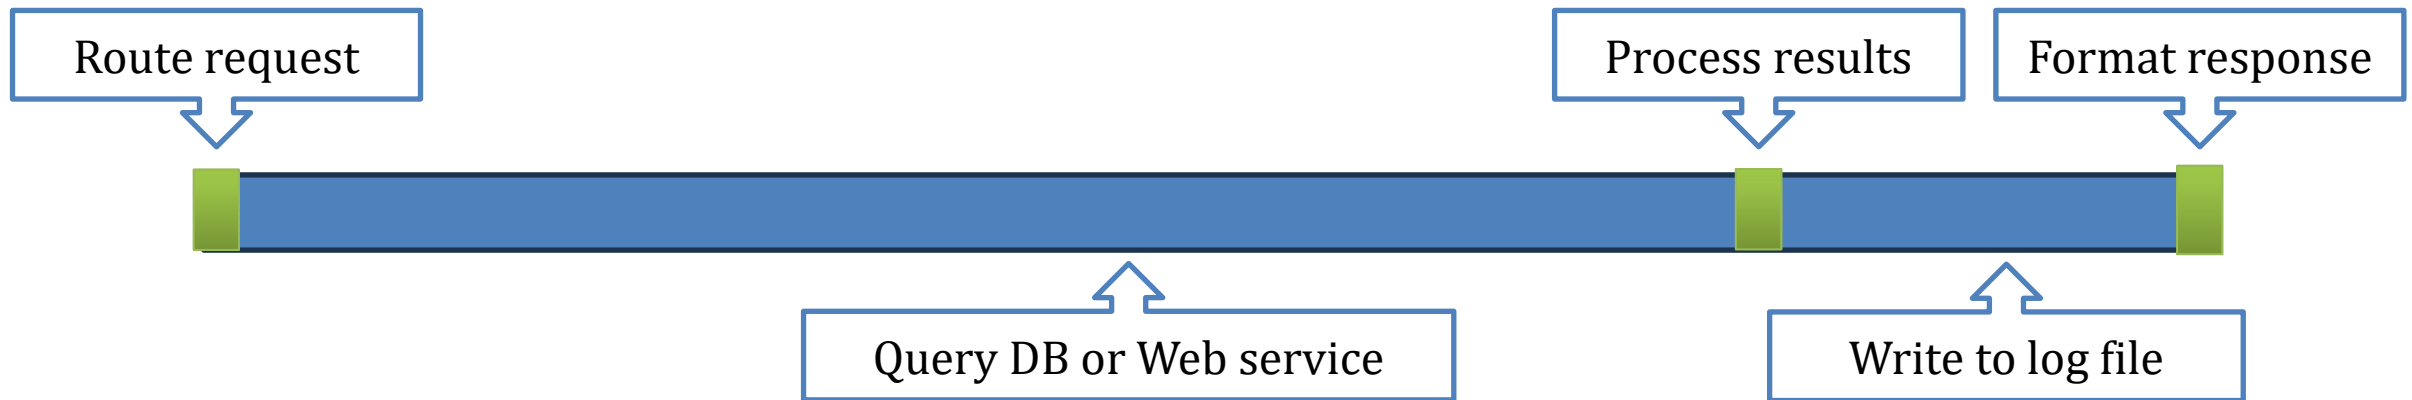 Route request
Process results
Format response
Query DB or Web service
Write to log file